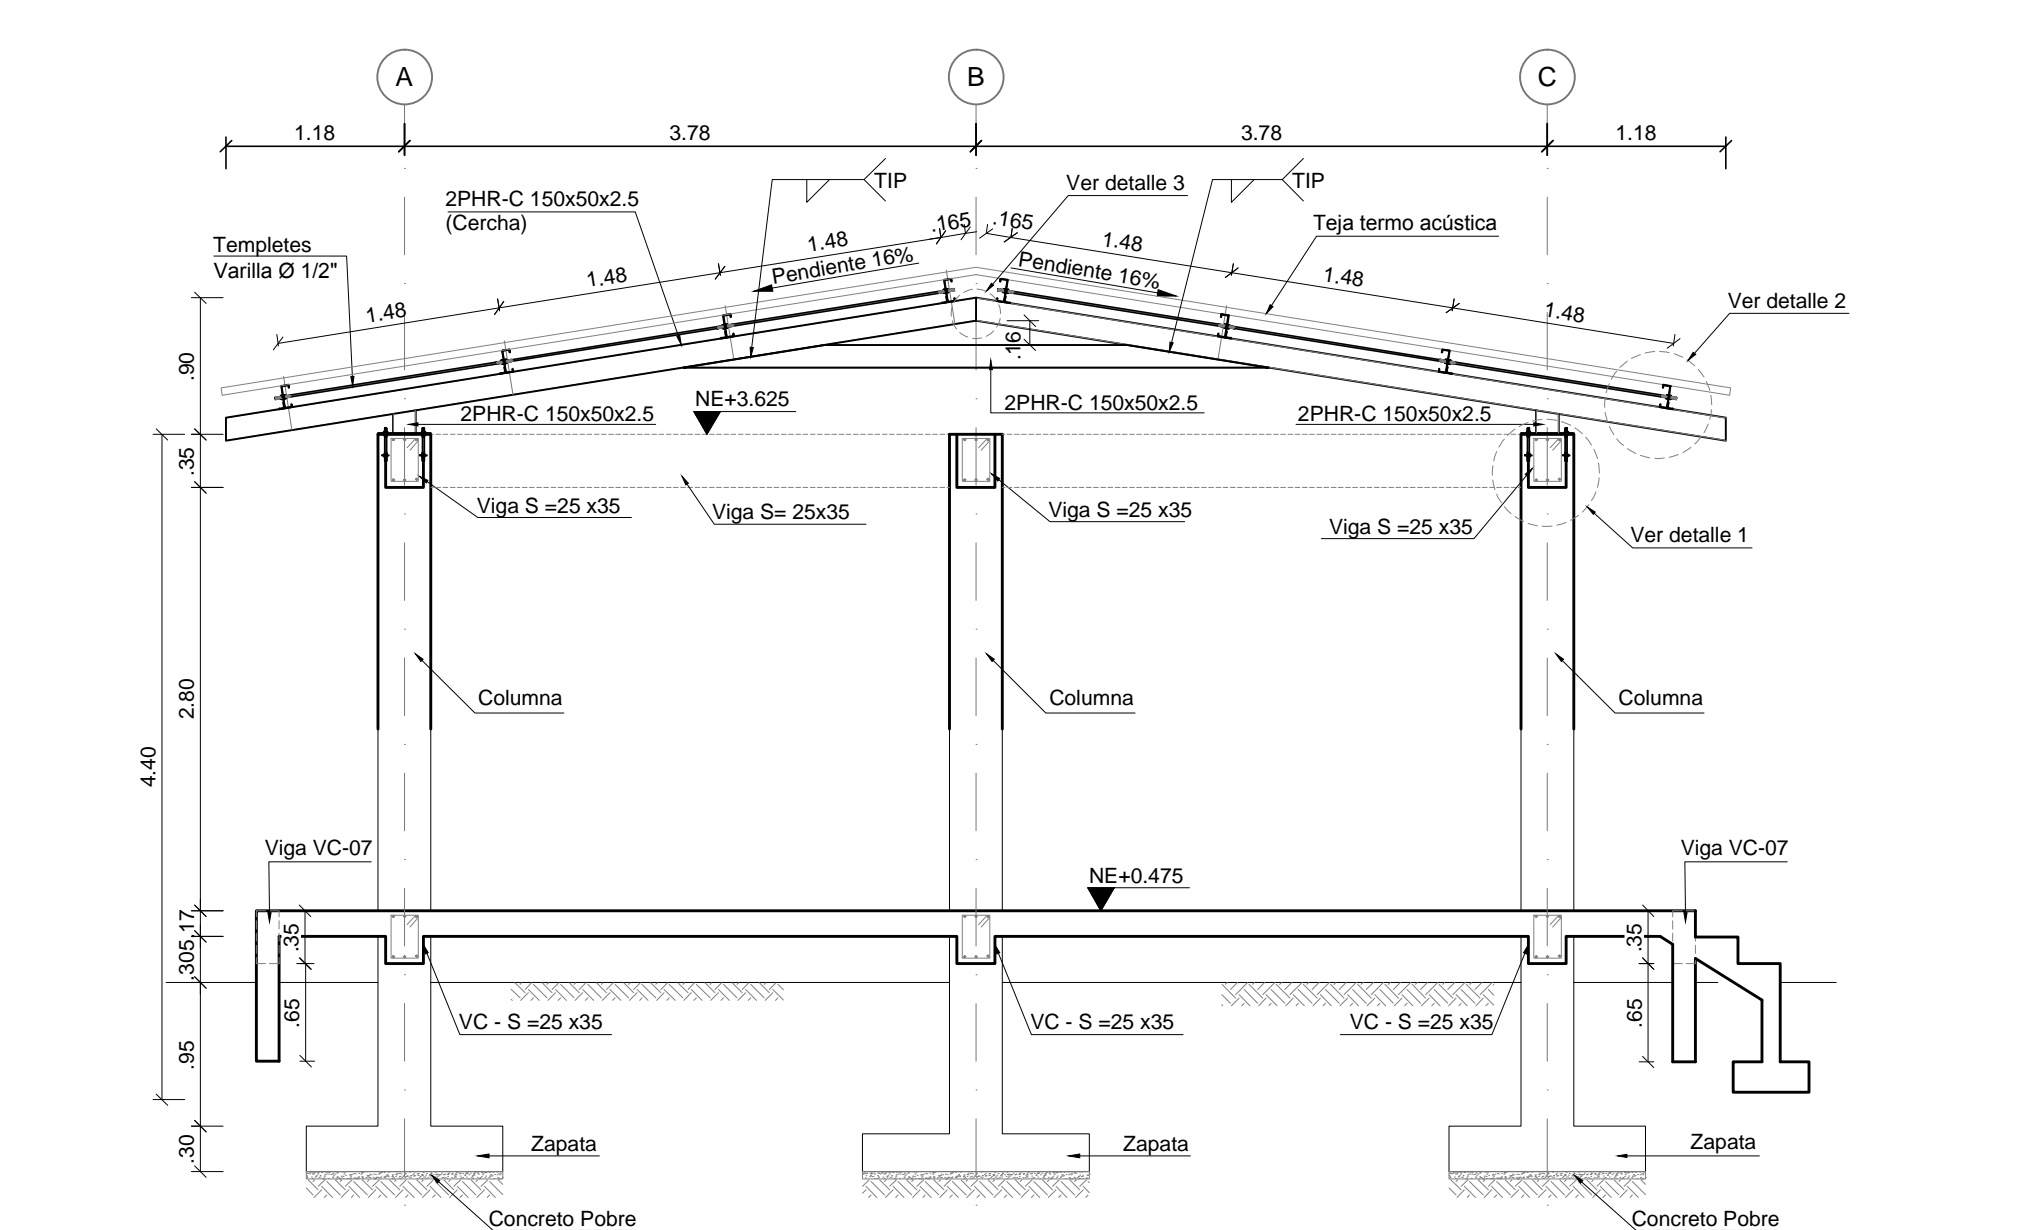 A
B
C
1.18
3.78
3.78
1.18
TIP
TIP
Ver detalle 3
2PHR-C 150x50x2.5
(Cercha)
.165
.165
Teja termo acústica
Templetes
Varilla Ø 1/2"
1.48
1.48
1.48
Pendiente 16%
Pendiente 16%
1.48
1.48
1.48
Ver detalle 2
.90
.16
NE+3.625
2PHR-C 150x50x2.5
2PHR-C 150x50x2.5
2PHR-C 150x50x2.5
.35
Viga S =25 x35
Viga S= 25x35
Viga S =25 x35
Viga S =25 x35
Ver detalle 1
2.80
Columna
Columna
Columna
4.40
Viga VC-07
Viga VC-07
NE+0.475
.17
.35
.35
.305
.65
.65
VC - S =25 x35
VC - S =25 x35
VC - S =25 x35
.95
.30
Zapata
Zapata
Zapata
Concreto Pobre
Concreto Pobre